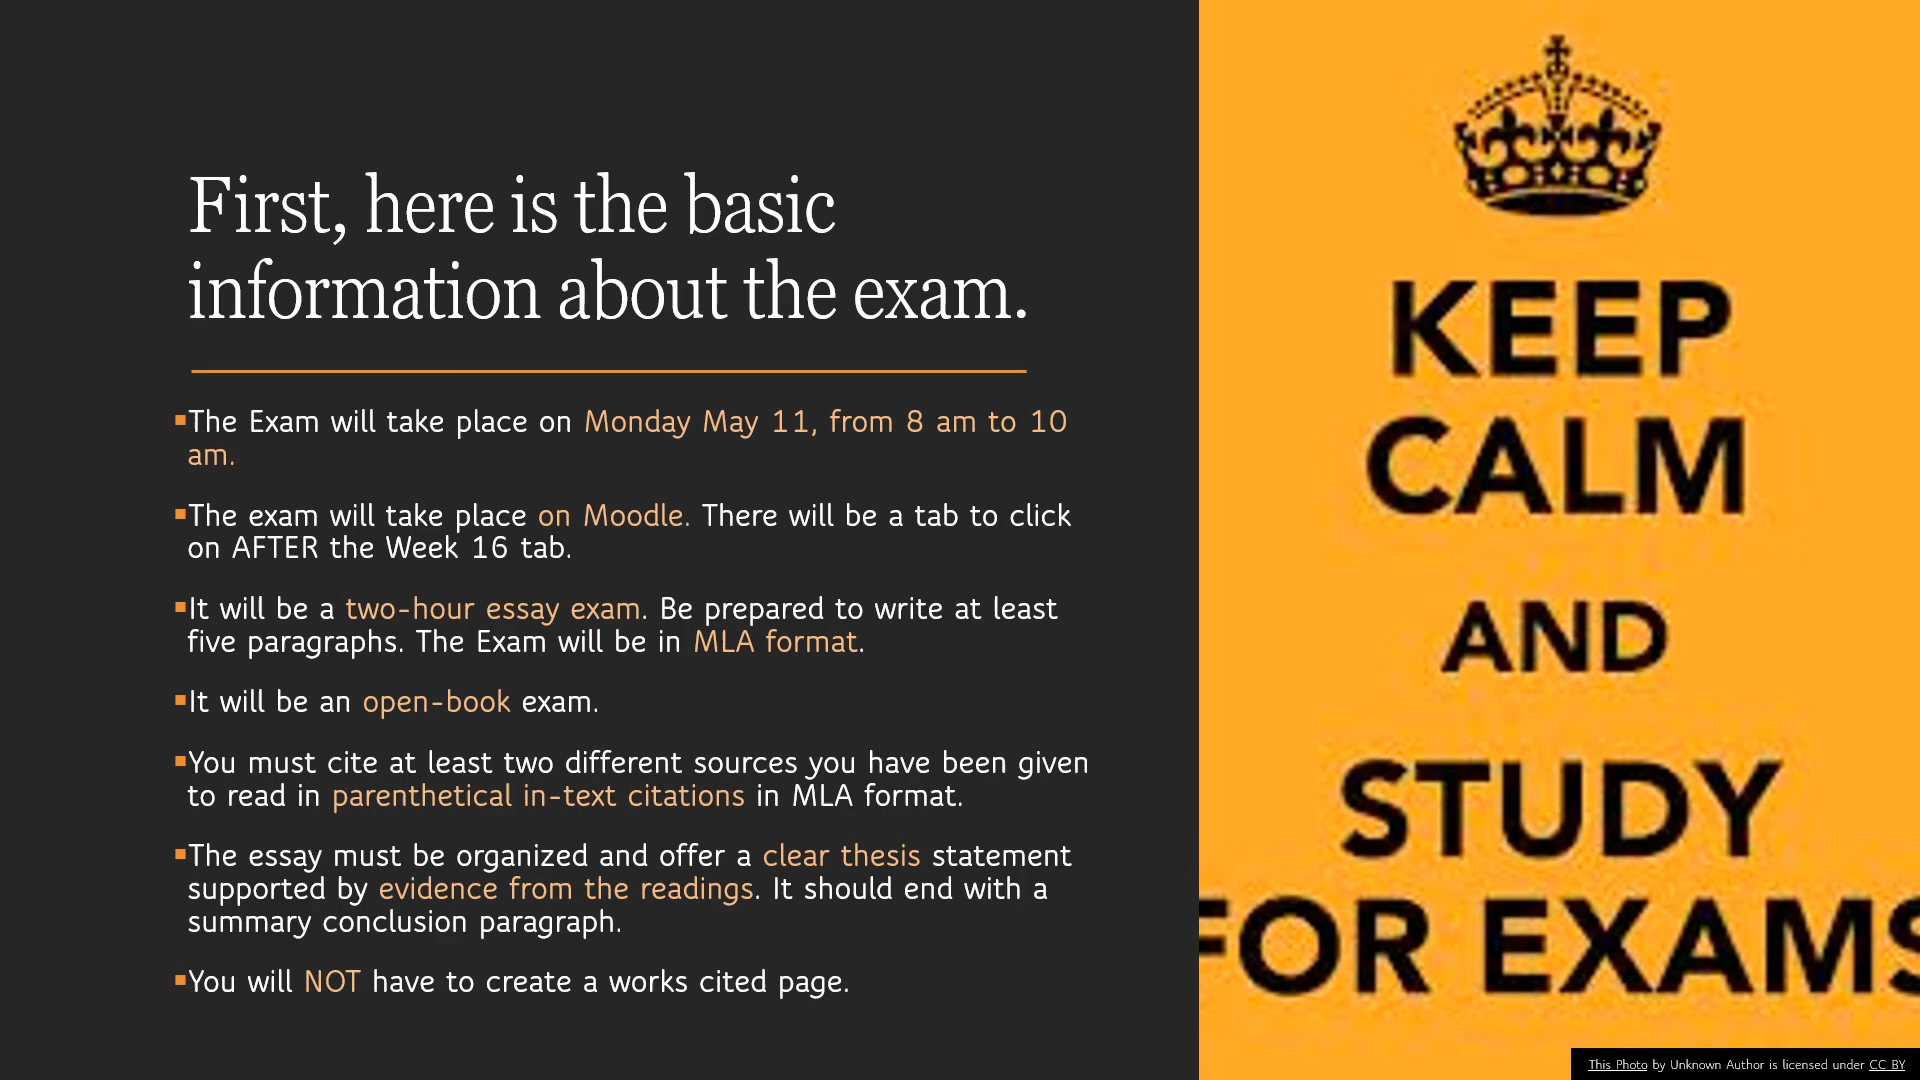 First, here is the basic
information about the exam.
▪The Exam will take place on Monday May 11, from 8 am to 10
am.
▪The exam will take place on Moodle. There will be a tab to click
on AFTER the Week 16 tab.
▪It will be a two-hour essay exam. Be prepared to write at least
five paragraphs. The Exam will be in MLA format.
▪It will be an open-book exam.
▪You must cite at least two different sources you have been given
to read in parenthetical in-text citations in MLA format.
▪The essay must be organized and offer a clear thesis statement
supported by evidence from the readings. It should end with a
summary conclusion paragraph.
▪You will NOT have to create a works cited page.
KEEP
CALM
AND
STUDY
FOR EXAMS
This Photo by Unknown Author is licensed under CC BY